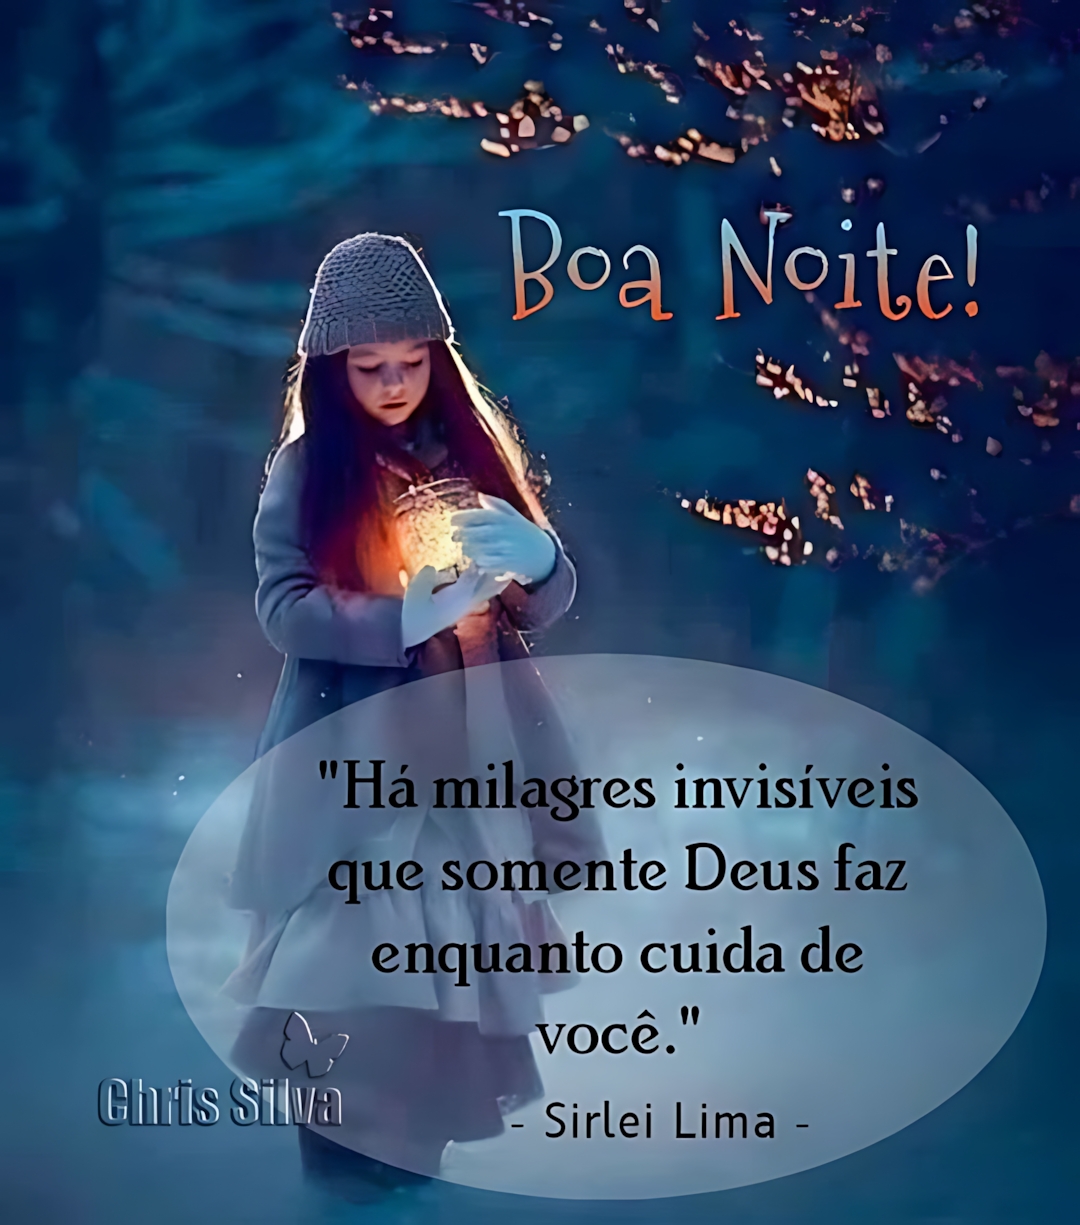 Boa Noite!
"Há milagres invisíveis
que somente Deus faz
enquanto cuida de
você."
- Sirlei Lima -
Chris Silva